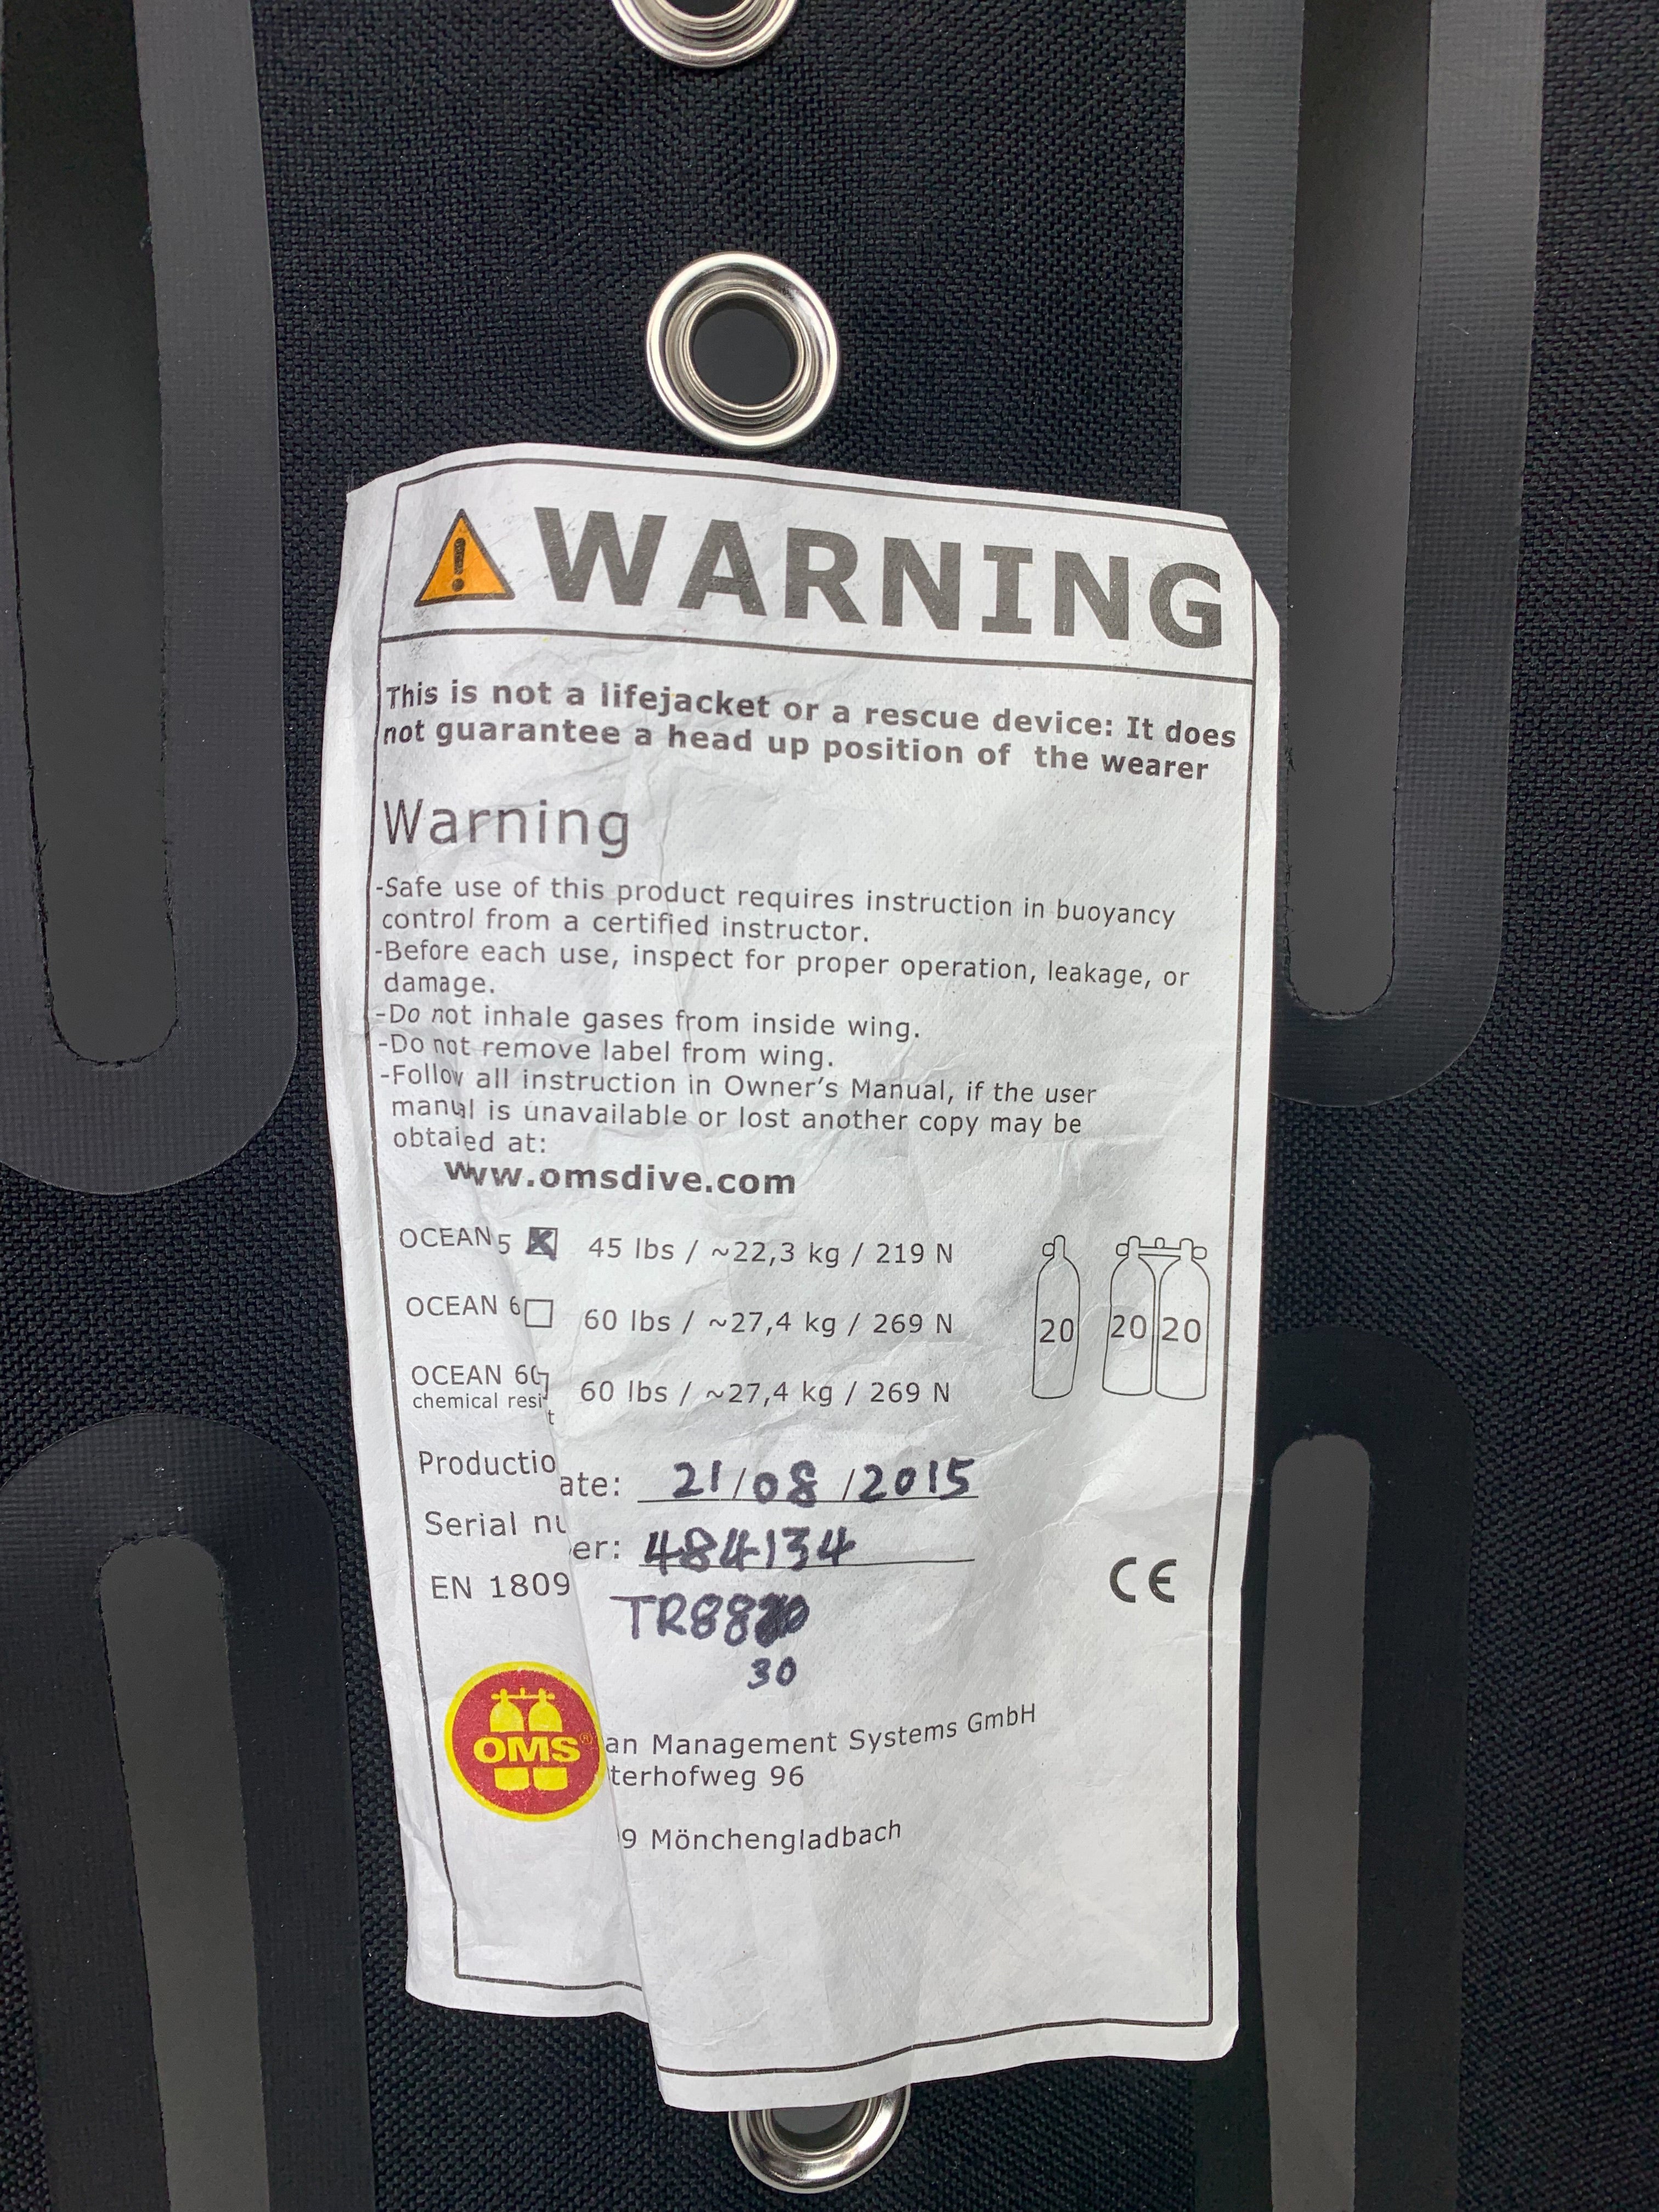 WARNING
This is not a lifejacket or a rescue device: It does
not guarantee a head up position of the wearer
Warning
-Safe use of this product requires instruction in buoyancy
control from a certified instructor.
-Before each use, inspect for proper operation, leakage, or
damage.
-Do not inhale gases from inside wing.
-Do not remove label from wing.
-Follow all instruction in Owner's Manual, if the user
manual is unavailable or lost another copy may be
obtaied at:
www.omsdive.com
OCEAN 5 45 lbs / ~22,3 kg / 219 N
OCEAN 6 60 lbs / ~27,4 kg / 269 N
OCEAN 60 60 lbs / ~27,4 kg / 269 N
chemical resi t
20 20 20
Productio ate: 21/08/2015
Serial nu er: 484134
EN 1809
TR88
30
CE
OMS®
an Management Systems GmbH
terhofweg 96
9 Mönchengladbach